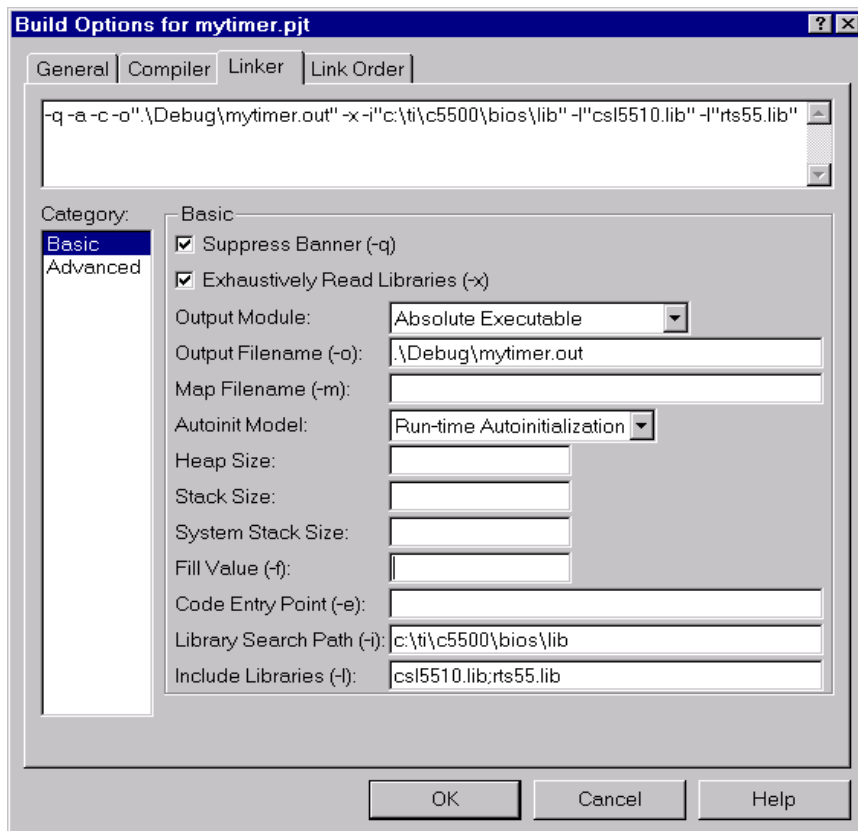 Build Options for mytimer.pjt
General Compiler Linker Link Order
-q -a -c -o".\Debug\mytimer.out" -x -i"c:\ti\c5500\bios\lib" -l"csl5510.lib" -l"rts55.lib"
Category:
Basic
Advanced
Basic
Suppress Banner (-q)
Exhaustively Read Libraries (-x)
Output Module: Absolute Executable
Output Filename (-o): .\Debug\mytimer.out
Map Filename (-m):
Autoinit Model: Run-time Autoinitialization
Heap Size:
Stack Size:
System Stack Size:
Fill Value (-f):
Code Entry Point (-e):
Library Search Path (-i): c:\ti\c5500\bios\lib
Include Libraries (-l): csl5510.lib;rts55.lib
OK Cancel Help